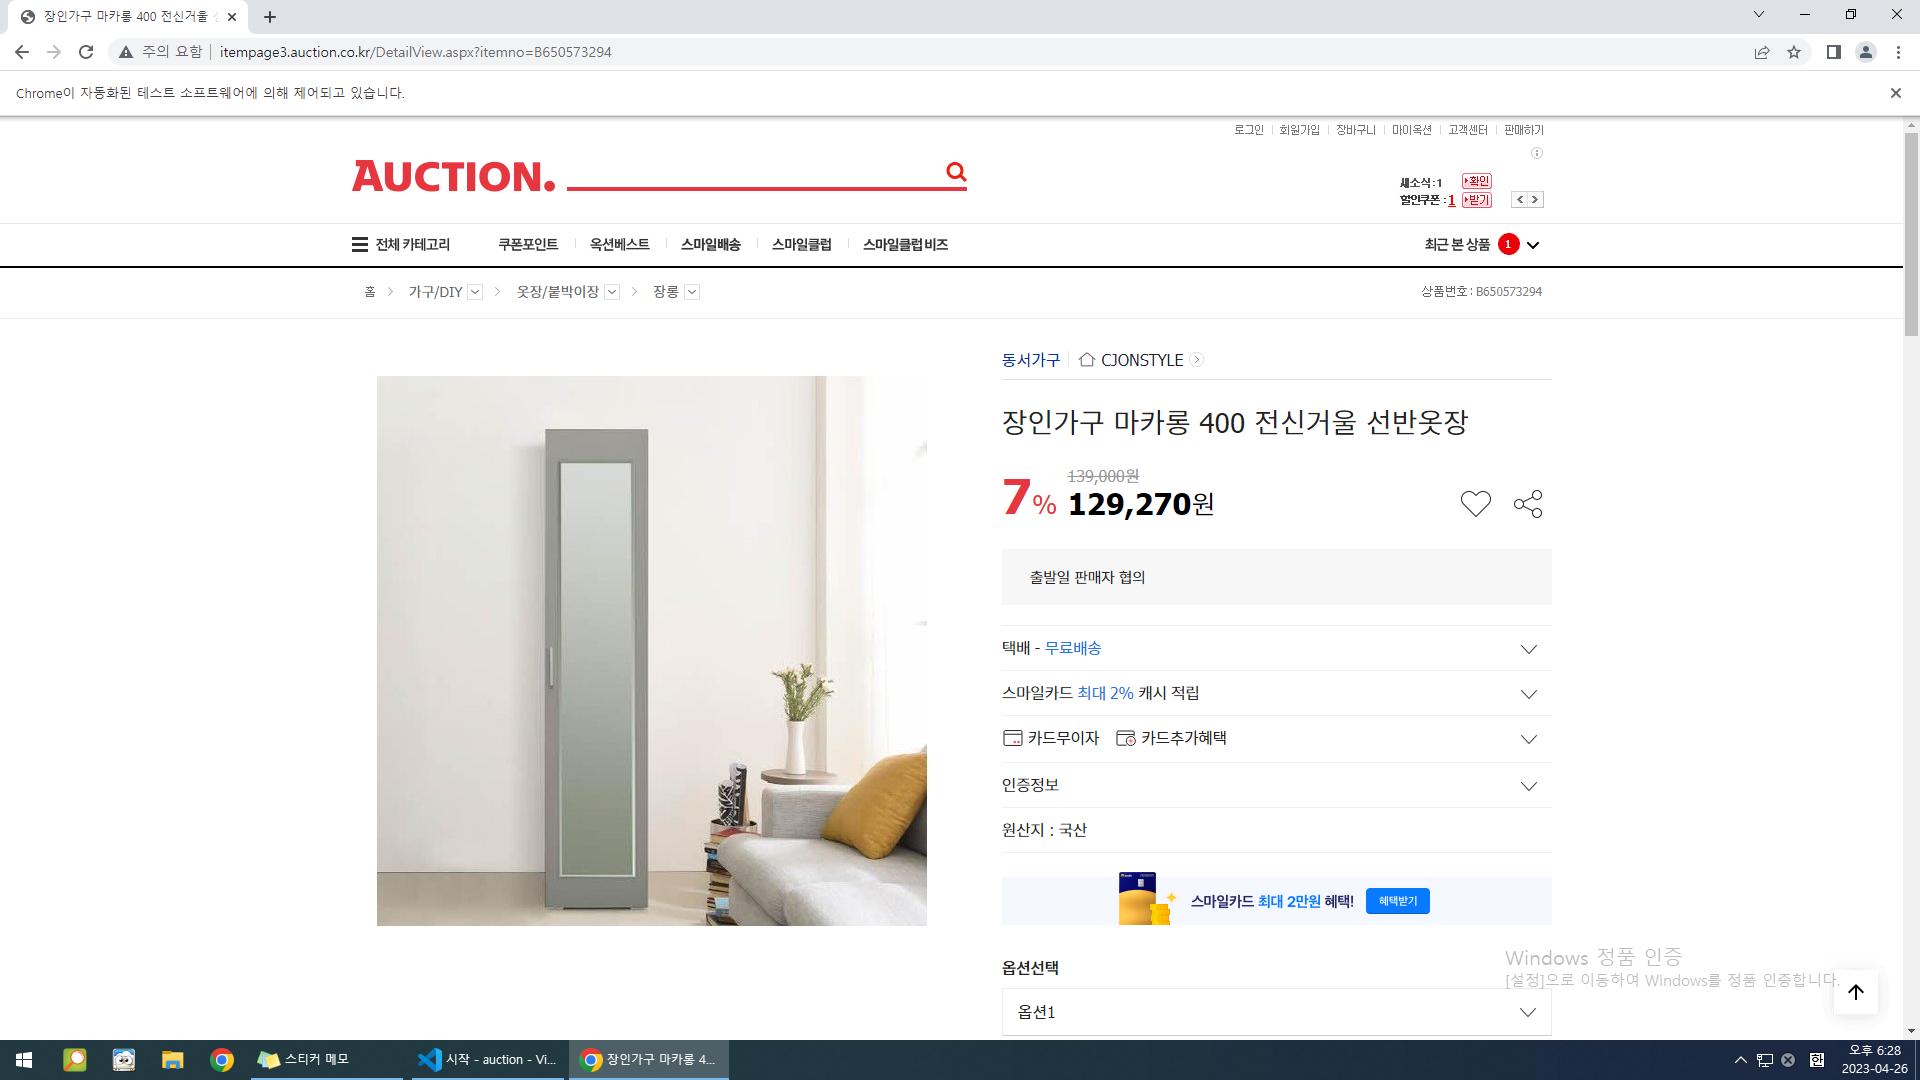 장인가구 마카롱 400 전신거울
주의 요함 itempage3.auction.co.kr/DetailView.aspx?itemno=B650573294
Chrome이 자동화된 테스트 소프트웨어에 의해 제어되고 있습니다.
로그인 회원가입 장바구니 마이옥션 고객센터 판매하기
AUCTION.
새소식:1 확인
할인쿠폰 :1 받기
전체 카테고리 쿠폰포인트 옥션베스트 스마일배송 스마일클럽 스마일클럽 비즈 최근 본 상품 1
홈 > 가구/DIY > 옷장/붙박이장 > 장롱 상품번호 : B650573294
동서가구 CJONSTYLE
장인가구 마카롱 400 전신거울 선반옷장
139,000원
7% 129,270원
출발일 판매자 협의
택배 - 무료배송
스마일카드 최대 2% 캐시 적립
카드무이자 카드추가혜택
인증정보
원산지 : 국산
스마일카드 최대 2만원 혜택! 혜택받기
옵션선택
옵션1
Windows 정품 인증
[설정]으로 이동하여 Windows를 정품 인증합니다.
스티커 메모 시작 - auction - Vi... 장인가구 마카롱 4... 한 오후 6:28
2023-04-26